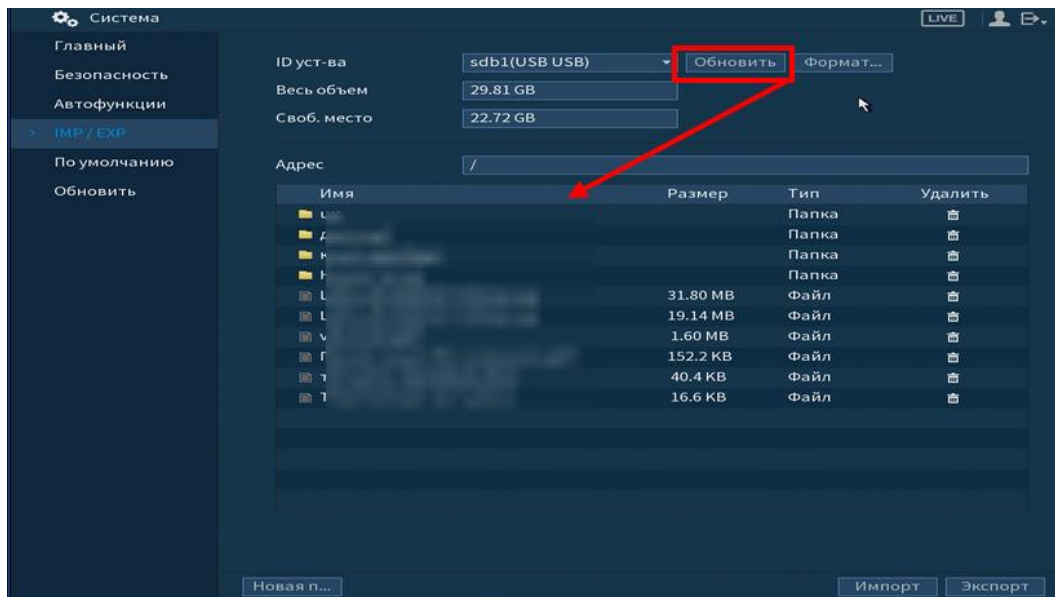 Система LIVE
Главный
Безопасность
Автофункции
IMP / EXP
По умолчанию
Обновить
ID уст-ва sdb1(USB USB) Обновить Формат...
Весь объем 29.81 GB
Своб. место 22.72 GB
Адрес /
Имя Размер Тип Удалить
Папка
Папка
Папка
Папка
31.80 MB Файл
19.14 MB Файл
1.60 MB Файл
152.2 KB Файл
40.4 KB Файл
16.6 KB Файл
Новая п... Импорт Экспорт